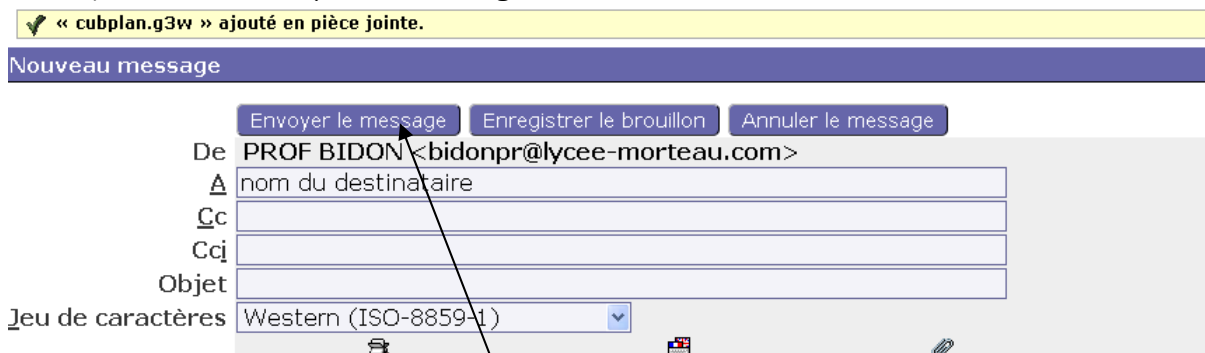 « cubplan.g3w » ajouté en pièce jointe.
Nouveau message
Envoyer le message Enregistrer le brouillon Annuler le message
De PROF BIDON <bidonpr@lycee-morteau.com>
A nom du destinataire
Cc
Cci
Objet
Jeu de caractères Western (ISO-8859-1)